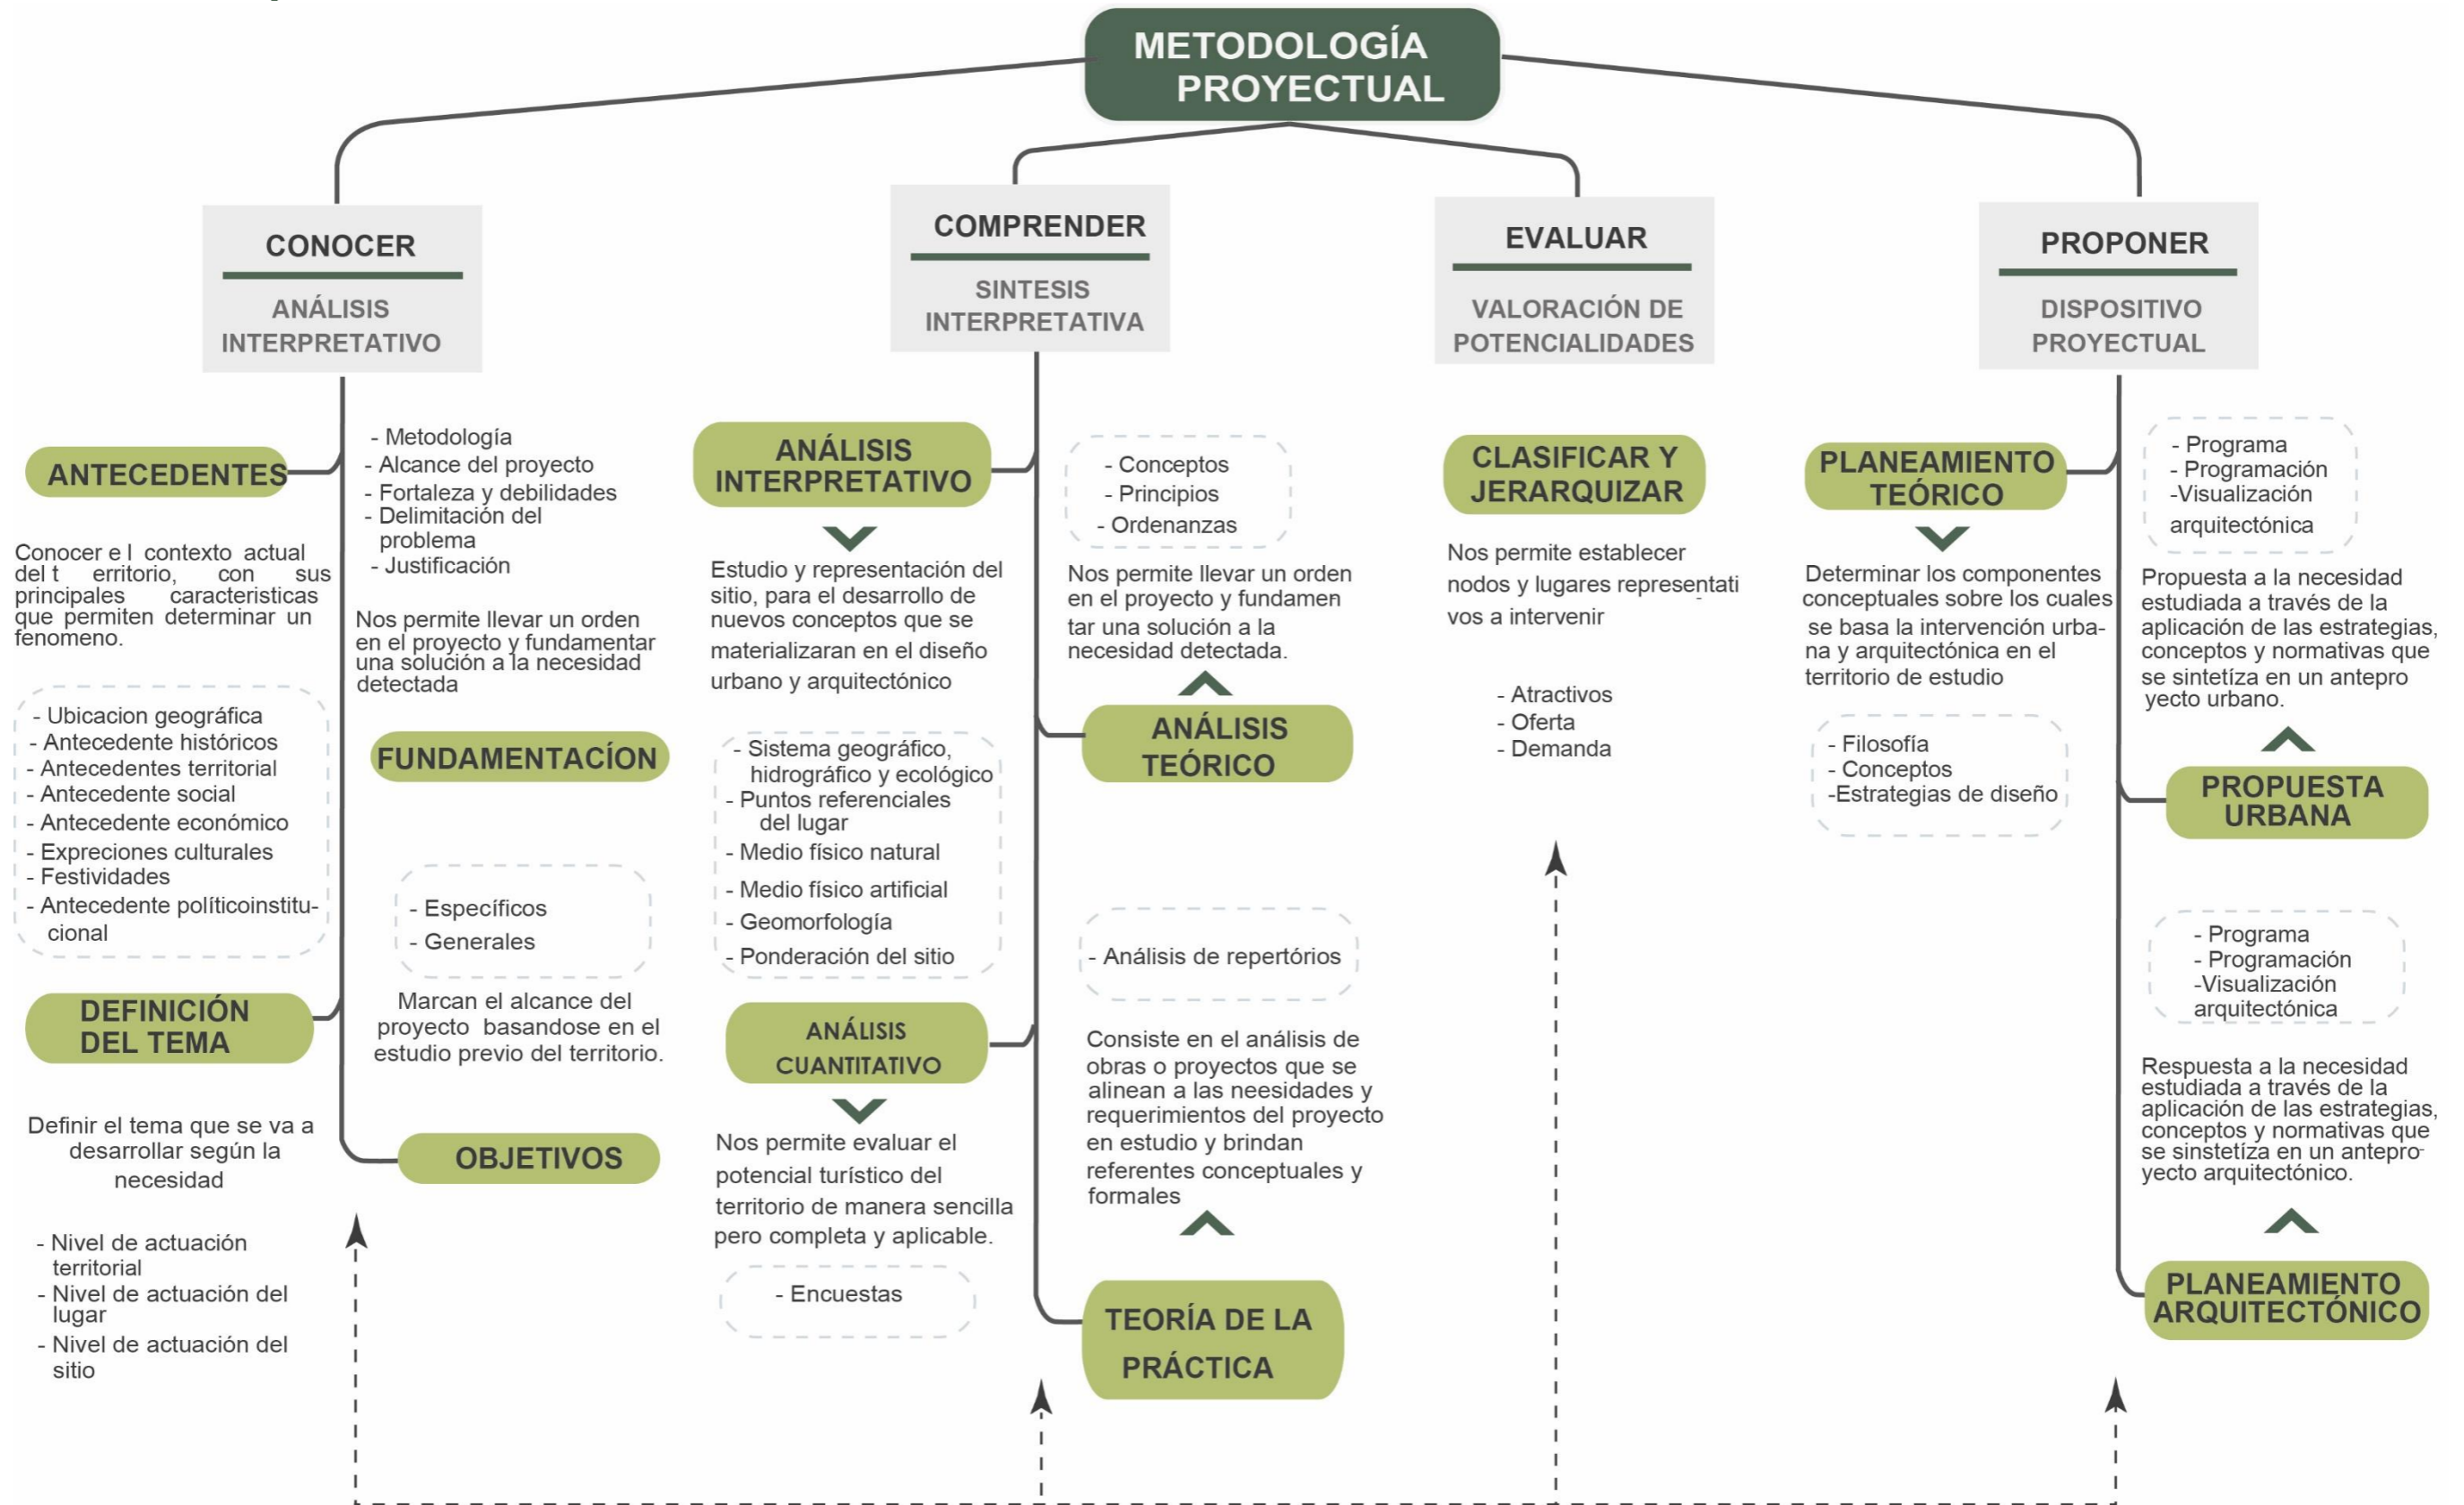 METODOLOGÍA
PROYECTUAL
CONOCER
ANÁLISIS
INTERPRETATIVO
ANTECEDENTES
Conocer e l contexto actual
del t erritorio, con sus
principales caracteristicas
que permiten determinar un
fenomeno.
- Ubicacion geográfica
- Antecedente históricos
- Antecedentes territorial
- Antecedente social
- Antecedente económico
- Expreciones culturales
- Festividades
- Antecedente políticoinstitu-
cional
DEFINICIÓN
DEL TEMA
Definir el tema que se va a
desarrollar según la
necesidad
- Nivel de actuación
territorial
- Nivel de actuación del
lugar
- Nivel de actuación del
sitio
- Metodología
- Alcance del proyecto
- Fortaleza y debilidades
- Delimitación del
problema
- Justificación
Nos permite llevar un orden
en el proyecto y fundamentar
una solución a la necesidad
detectada
FUNDAMENTACÍON
- Específicos
- Generales
Marcan el alcance del
proyecto basandose en el
estudio previo del territorio.
OBJETIVOS
COMPRENDER
SINTESIS
INTERPRETATIVA
ANÁLISIS
INTERPRETATIVO
Estudio y representación del
sitio, para el desarrollo de
nuevos conceptos que se
materializaran en el diseño
urbano y arquitectónico
- Sistema geográfico,
hidrográfico y ecológico
- Puntos referenciales
del lugar
- Medio físico natural
- Medio físico artificial
- Geomorfología
- Ponderación del sitio
ANÁLISIS
CUANTITATIVO
Nos permite evaluar el
potencial turístico del
territorio de manera sencilla
pero completa y aplicable.
- Encuestas
- Conceptos
- Principios
- Ordenanzas
Nos permite llevar un orden
en el proyecto y fundamen
tar una solución a la
necesidad detectada.
ANÁLISIS
TEÓRICO
- Análisis de repertórios
Consiste en el análisis de
obras o proyectos que se
alinean a las neesidades y
requerimientos del proyecto
en estudio y brindan
referentes conceptuales y
formales
TEORÍA DE LA
PRÁCTICA
EVALUAR
VALORACIÓN DE
POTENCIALIDADES
CLASIFICAR Y
JERARQUIZAR
Nos permite establecer
nodos y lugares representati
vos a intervenir
- Atractivos
- Oferta
- Demanda
PROPONER
DISPOSITIVO
PROYECTUAL
PLANEAMIENTO
TEÓRICO
Determinar los componentes
conceptuales sobre los cuales
se basa la intervención urba-
na y arquitectónica en el
territorio de estudio
- Filosofía
- Conceptos
-Estrategias de diseño
- Programa
- Programación
-Visualización
arquitectónica
Propuesta a la necesidad
estudiada a través de la
aplicación de las estrategias,
conceptos y normativas que
se sintetíza en un antepro
yecto urbano.
PROPUESTA
URBANA
- Programa
- Programación
-Visualización
arquitectónica
Respuesta a la necesidad
estudiada a través de la
aplicación de las estrategias,
conceptos y normativas que
se sinstetíza en un antepro-
yecto arquitectónico.
PLANEAMIENTO
ARQUITECTÓNICO